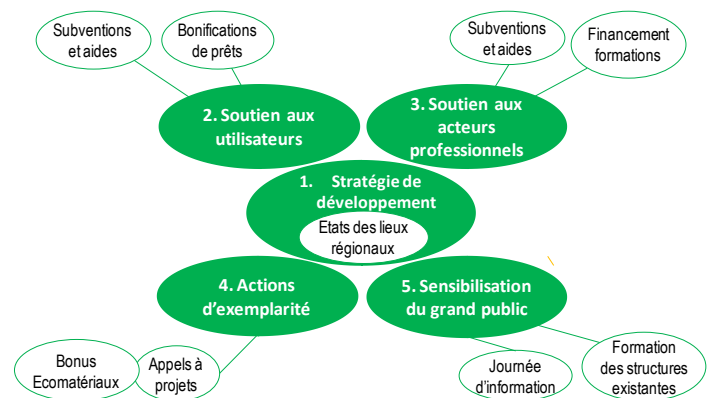 Subventions
et aides
Bonifications
de prêts
Subventions
et aides
Financement
formations
2. Soutien aux
utilisateurs
3. Soutien aux
acteurs
professionnels
1. Stratégie de
développement
Etats des lieux
régionaux
4. Actions
d'exemplarité
5. Sensibilisation
du grand public
Bonus
Ecomatériaux
Appels à
projets
Journée
d'information
Formation
des structures
existantes